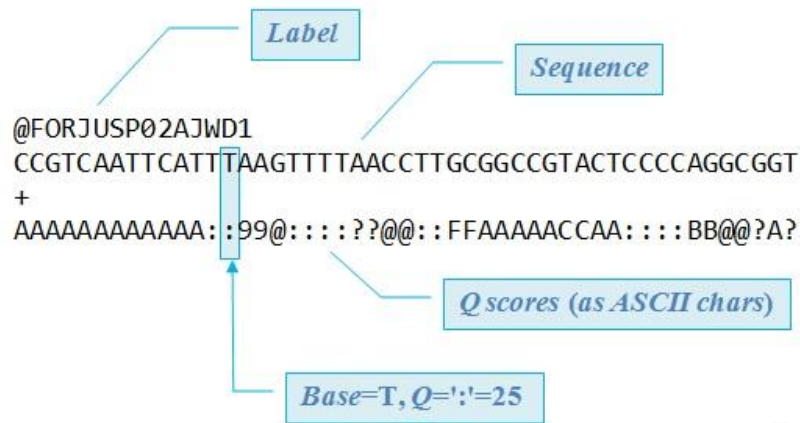 Label
Sequence
@FORJUSP02AJWD1
CCGTCAATTCATTTAAGTTTTAACCTTGCGGCCGTACTCCCCAGGCGGT
+
AAAAAAAAAAAA::99@::::??@@::FFAAAAACCAA::::BB@@?A?
Q scores (as ASCII chars)
Base=T, Q=':'=25